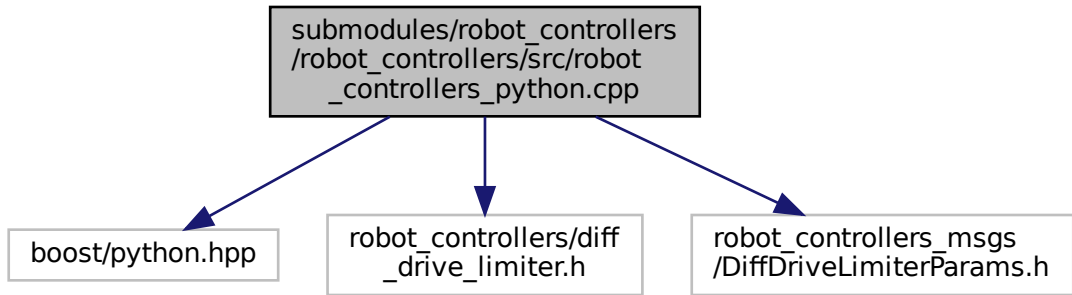 submodules/robot_controllers
/robot_controllers/src/robot
_controllers_python.cpp
boost/python.hpp
robot_controllers/diff
_drive_limiter.h
robot_controllers_msgs
/DiffDriveLimiterParams.h